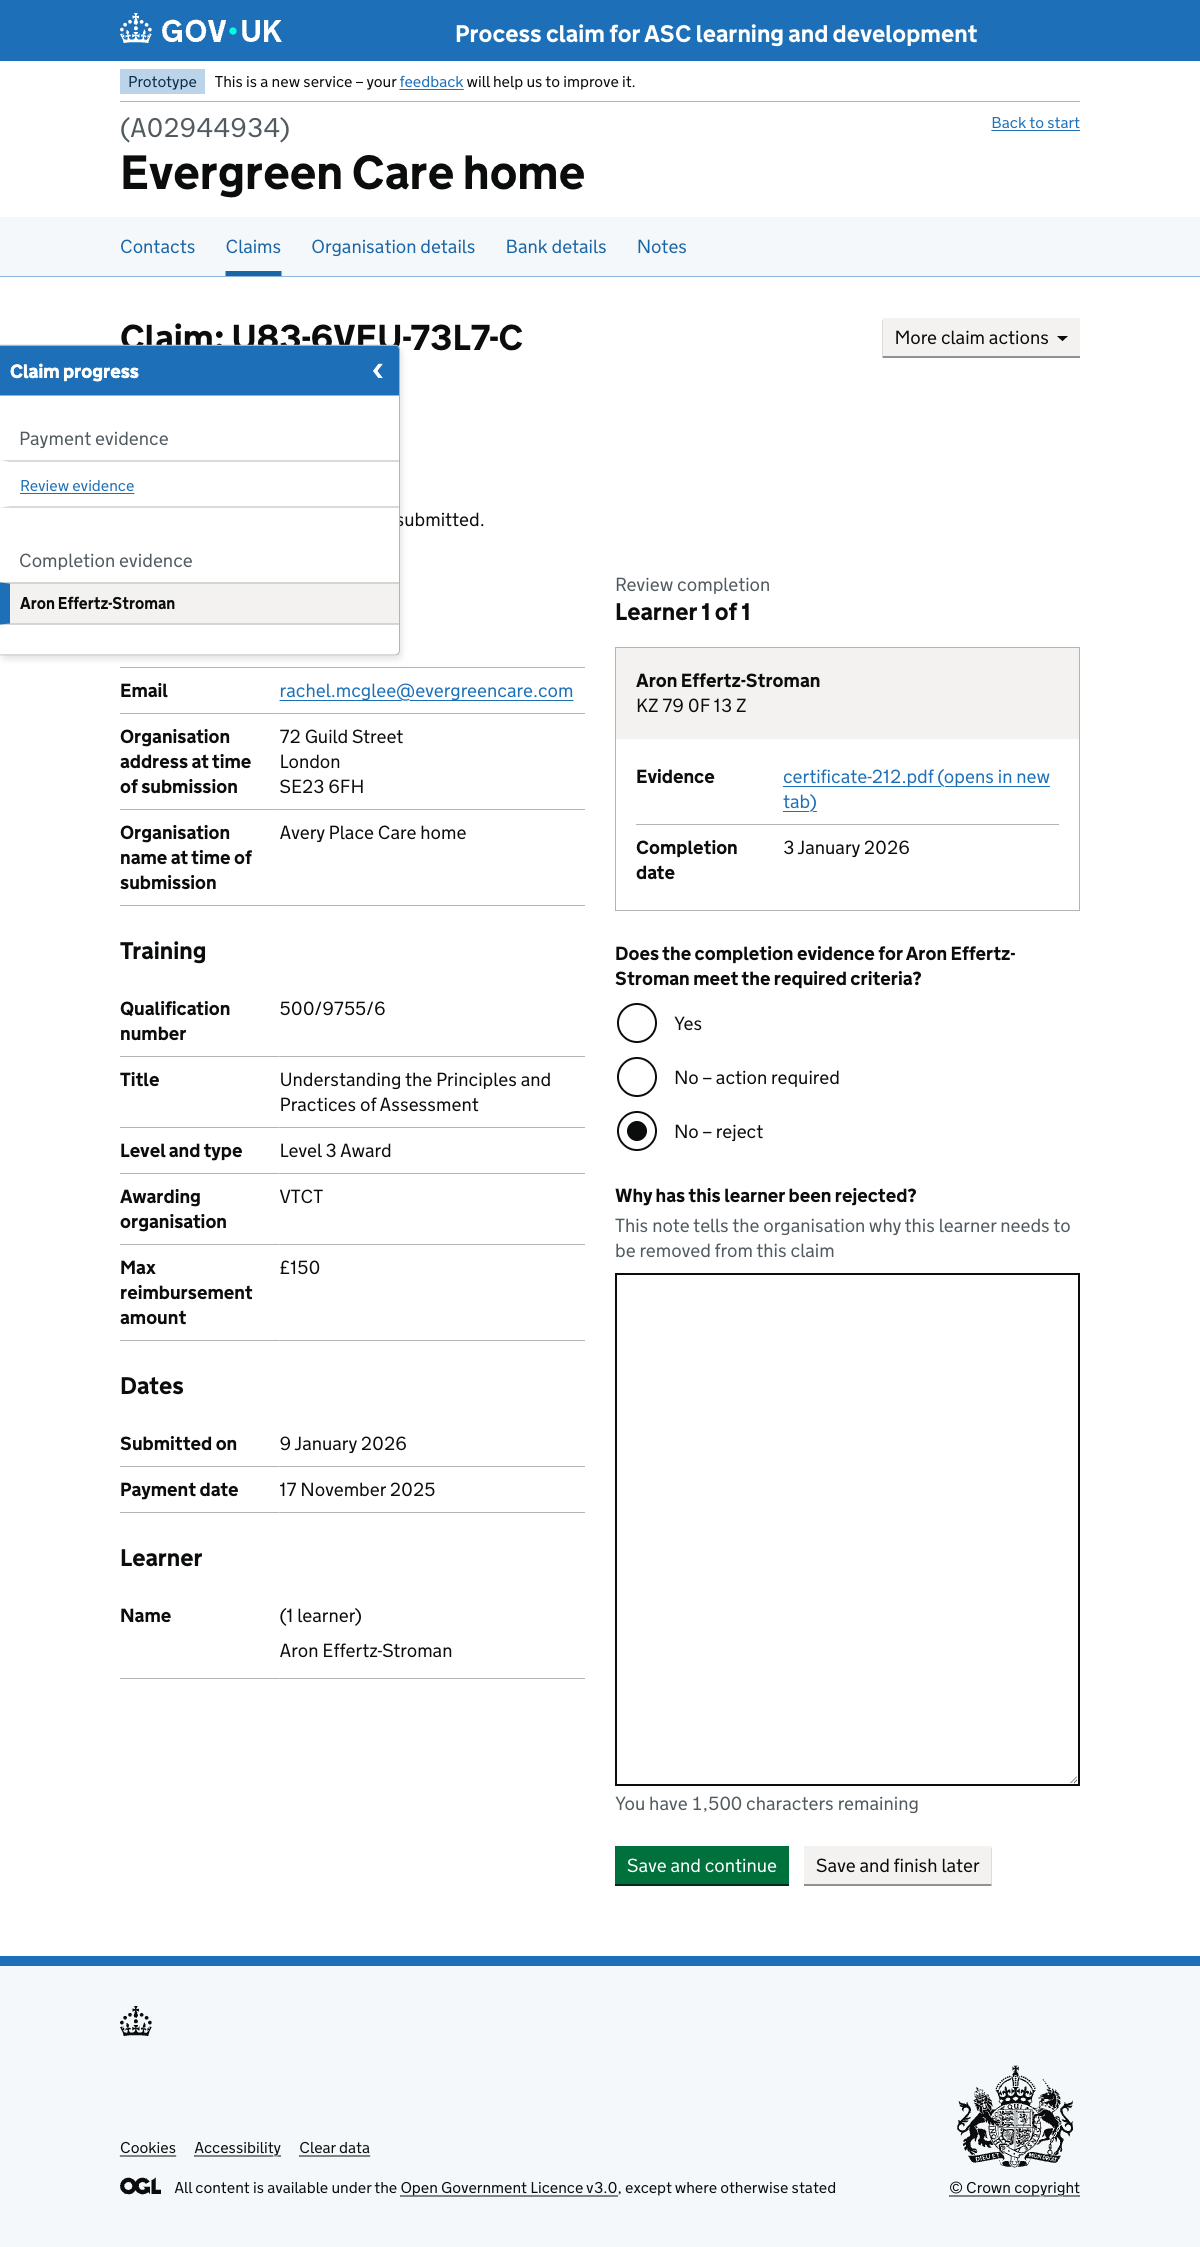 GOV·UK
Process claim for ASC learning and development
Prototype This is a new service – your feedback will help us to improve it.
(A02944934)
Back to start
Evergreen Care home
Contacts Claims Organisation details Bank details Notes
Claim: U83-6VEU-73L7-C
More claim actions
Claim progress
Payment evidence
Review evidence
Completion evidence
Aron Effertz-Stroman
submitted.
Email rachel.mcglee@evergreencare.com
Organisation address at time of submission
72 Guild Street
London
SE23 6FH
Organisation name at time of submission
Avery Place Care home
Training
Qualification number
500/9755/6
Title
Understanding the Principles and
Practices of Assessment
Level and type Level 3 Award
Awarding organisation
VTCT
Max reimbursement amount
£150
Dates
Submitted on 9 January 2026
Payment date 17 November 2025
Learner
Name (1 learner)
Aron Effertz-Stroman
Review completion
Learner 1 of 1
Aron Effertz-Stroman
KZ 79 0F 13 Z
Evidence
certificate-212.pdf (opens in new
tab)
Completion date
3 January 2026
Does the completion evidence for Aron Effertz-
Stroman meet the required criteria?
Yes
No – action required
No – reject
Why has this learner been rejected?
This note tells the organisation why this learner needs to
be removed from this claim
You have 1,500 characters remaining
Save and continue Save and finish later
Cookies Accessibility Clear data
OGL All content is available under the Open Government Licence v3.0, except where otherwise stated
© Crown copyright